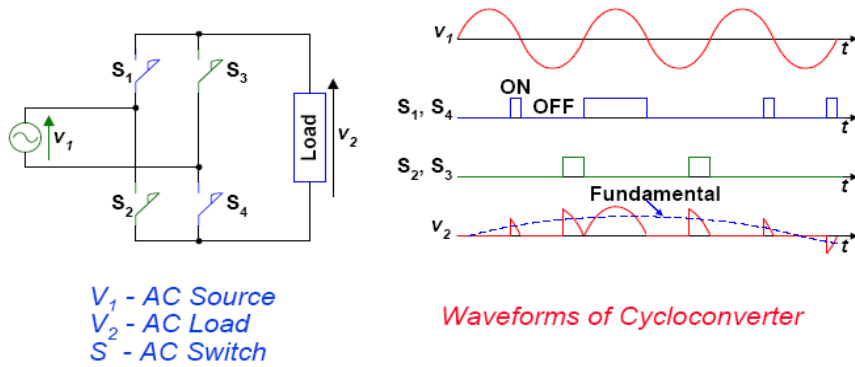 S1
S3
v1
Load
v2
S2
S4
V1 - AC Source
V2 - AC Load
S - AC Switch
v1
t
ON
S1, S4
OFF
t
S2, S3
t
Fundamental
v2
t
Waveforms of Cycloconverter